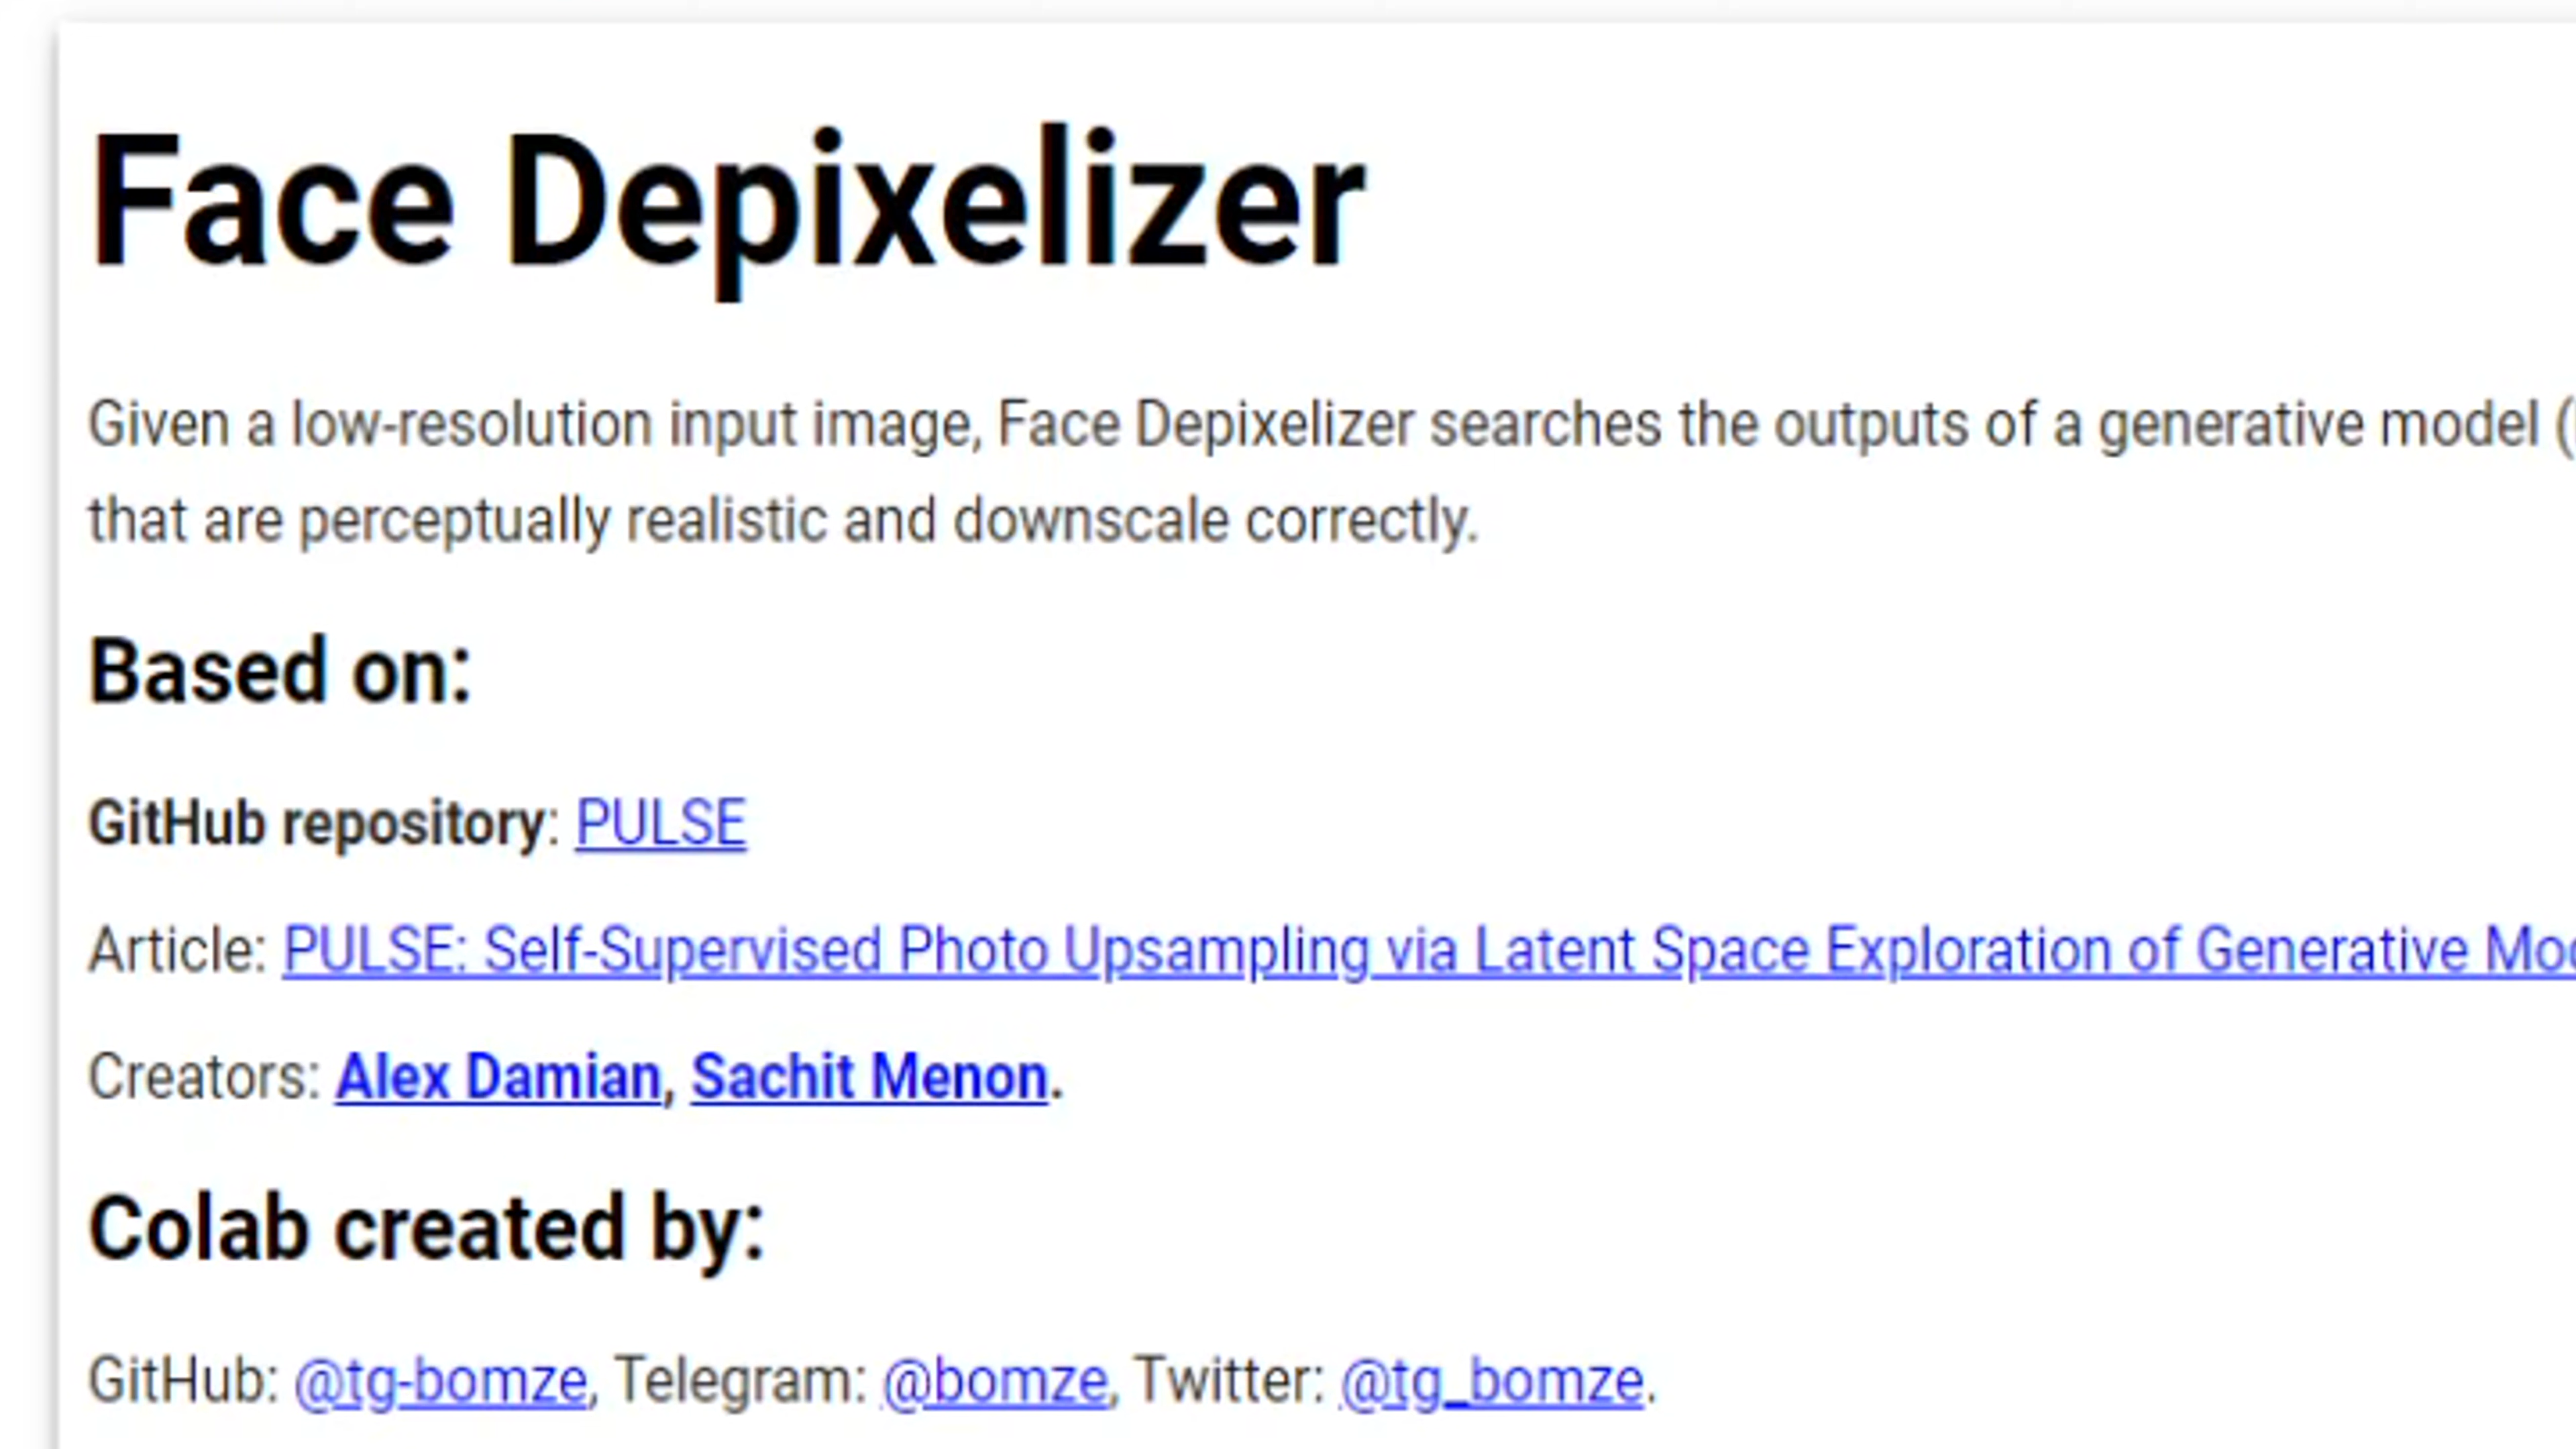 Face Depixelizer
Given a low-resolution input image, Face Depixelizer searches the outputs of a generative model (
that are perceptually realistic and downscale correctly.
Based on:
GitHub repository: PULSE
Article: PULSE: Self-Supervised Photo Upsampling via Latent Space Exploration of Generative
Creators: Alex Damian, Sachit Menon.
Colab created by:
GitHub: @tg-bomze, Telegram: @bomze, Twitter: @tg_bomze.